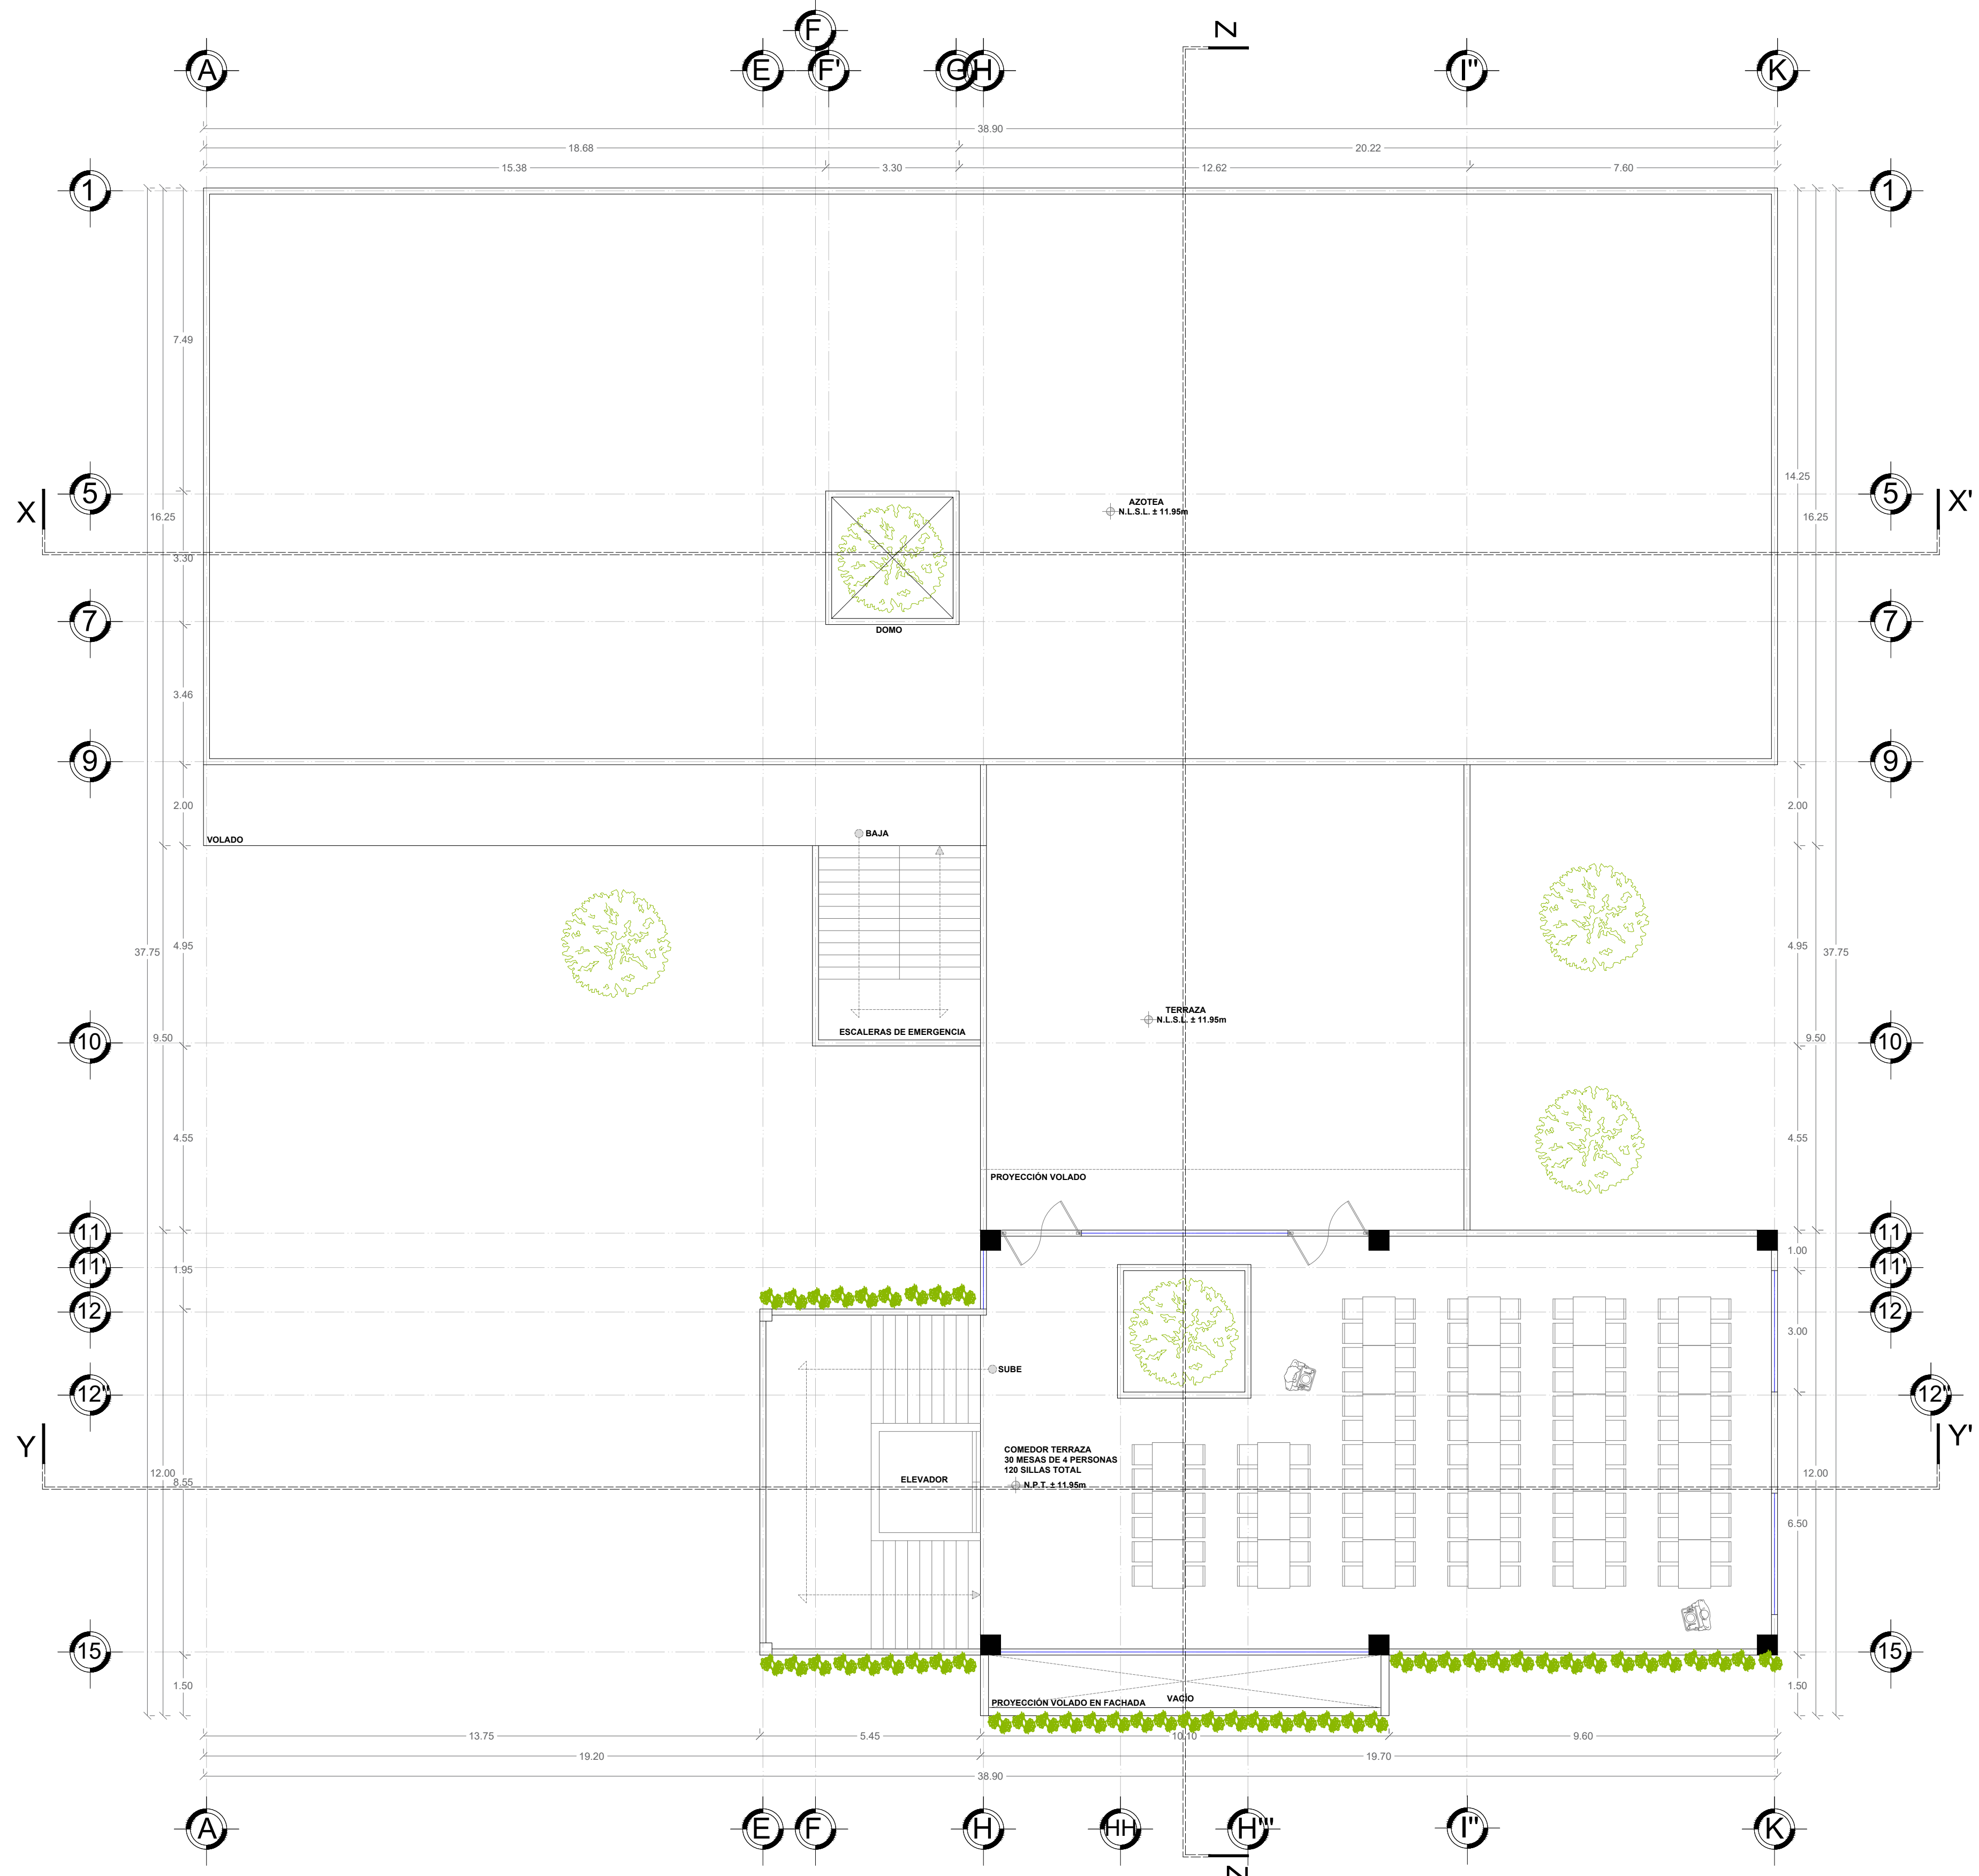 F
A
E
F'
G
H
N
I"
K
38.90
18.68
20.22
15.38
3.30
12.62
7.60
1
1
7.49
14.25
5
5
X
X'
AZOTEA
N.L.S.L. ± 11.95m
16.25
16.25
3.30
7
7
DOMO
3.46
9
9
2.00
2.00
BAJA
VOLADO
4.95
4.95
37.75
37.75
TERRAZA
N.L.S.L. ± 11.95m
ESCALERAS DE EMERGENCIA
9.50
9.50
10
10
4.55
4.55
PROYECCIÓN VOLADO
11
11
1.00
11'
11'
1.95
12
12
3.00
SUBE
12"
12"
Y
Y'
COMEDOR TERRAZA
30 MESAS DE 4 PERSONAS
120 SILLAS TOTAL
12.00
12.00
ELEVADOR
8.55
N.P.T. ± 11.95m
6.50
15
15
1.50
1.50
VACÍO
PROYECCIÓN VOLADO EN FACHADA
13.75
5.45
10.10
9.60
19.20
19.70
38.90
A
E
F
H
HH
H'''
I"
K
N